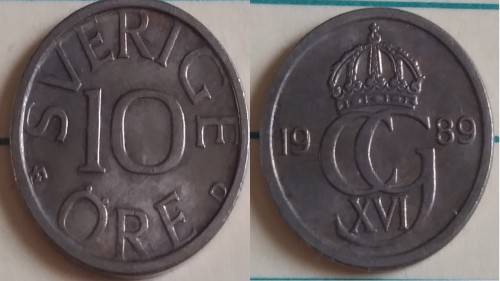 SVERIGE
10
ÖRE D
19 CG 89
XVI